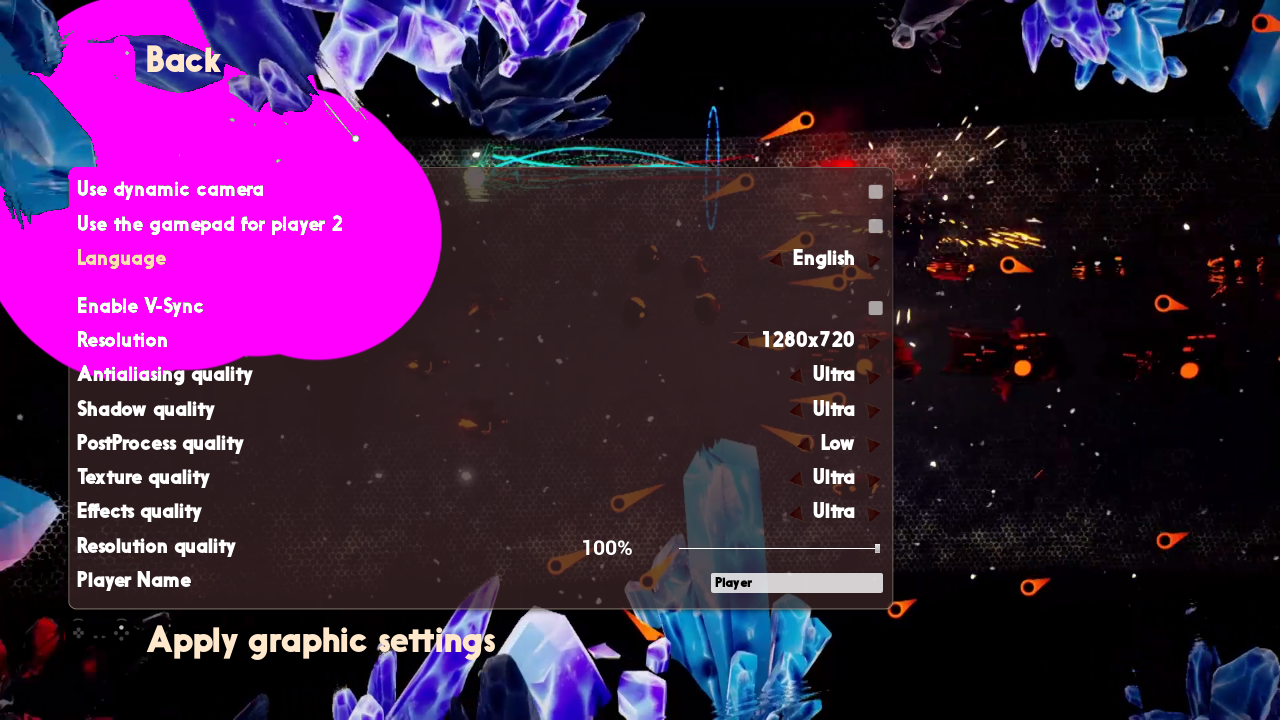 Back
Use dynamic camera
Use the gamepad for player 2
Language English
Enable V-Sync
Resolution 1280x720
Antialiasing quality Ultra
Shadow quality Ultra
PostProcess quality Low
Texture quality Ultra
Effects quality Ultra
Resolution quality 100%
Player Name Player
Apply graphic settings